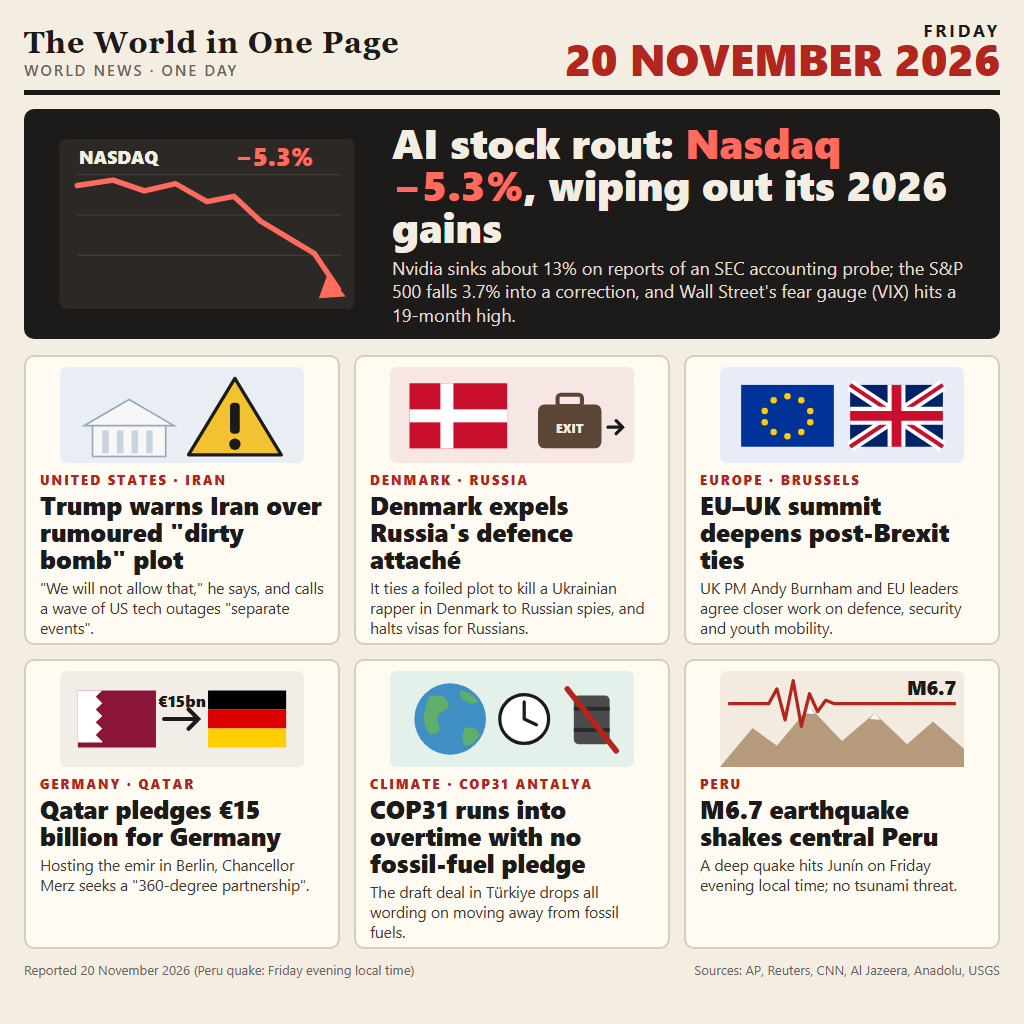 The World in One Page
WORLD NEWS · ONE DAY
FRIDAY
20 NOVEMBER 2026
NASDAQ
−5.3%
AI stock rout: Nasdaq
−5.3%, wiping out its 2026
gains
Nvidia sinks about 13% on reports of an SEC accounting probe; the S&P
500 falls 3.7% into a correction, and Wall Street's fear gauge (VIX) hits a
19-month high.
UNITED STATES · IRAN
Trump warns Iran over
rumoured "dirty
bomb" plot
"We will not allow that," he says, and calls
a wave of US tech outages "separate
events".
EXIT
DENMARK · RUSSIA
Denmark expels
Russia's defence
attaché
It ties a foiled plot to kill a Ukrainian
rapper in Denmark to Russian spies, and
halts visas for Russians.
EUROPE · BRUSSELS
EU–UK summit
deepens post-Brexit
ties
UK PM Andy Burnham and EU leaders
agree closer work on defence, security
and youth mobility.
€15bn
GERMANY · QATAR
Qatar pledges €15
billion for Germany
Hosting the emir in Berlin, Chancellor
Merz seeks a "360-degree partnership".
CLIMATE · COP31 ANTALYA
COP31 runs into
overtime with no
fossil-fuel pledge
The draft deal in Türkiye drops all
wording on moving away from fossil
fuels.
M6.7
PERU
M6.7 earthquake
shakes central Peru
A deep quake hits Junín on Friday
evening local time; no tsunami threat.
Reported 20 November 2026 (Peru quake: Friday evening local time)
Sources: AP, Reuters, CNN, Al Jazeera, Anadolu, USGS